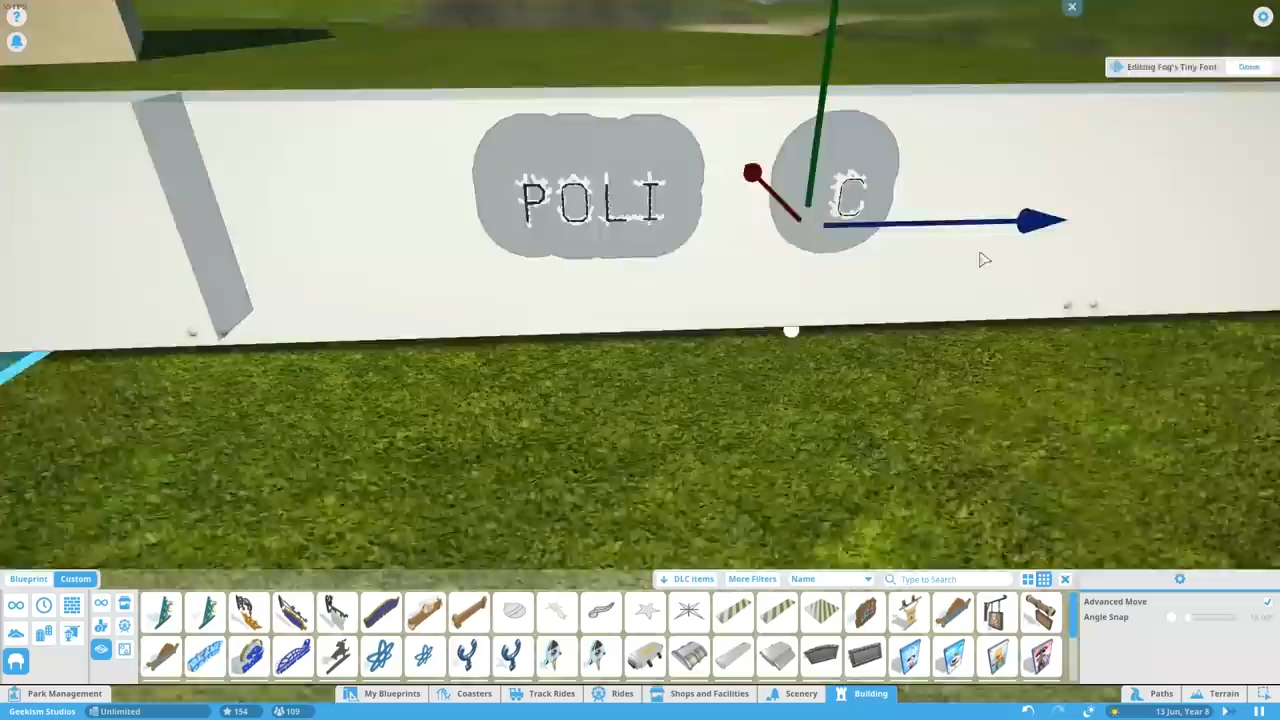 ?
Editing Fog's Tiny Font Done
POLI C
Blueprint Custom
DLC Items More Filters Name Type to Search
Advanced Move
Angle Snap
Park Management My Blueprints Coasters Track Rides Rides Shops and Facilities Scenery Building Paths Terrain
Geekism Studios Unlimited 154 109 13 Jun, Year 8